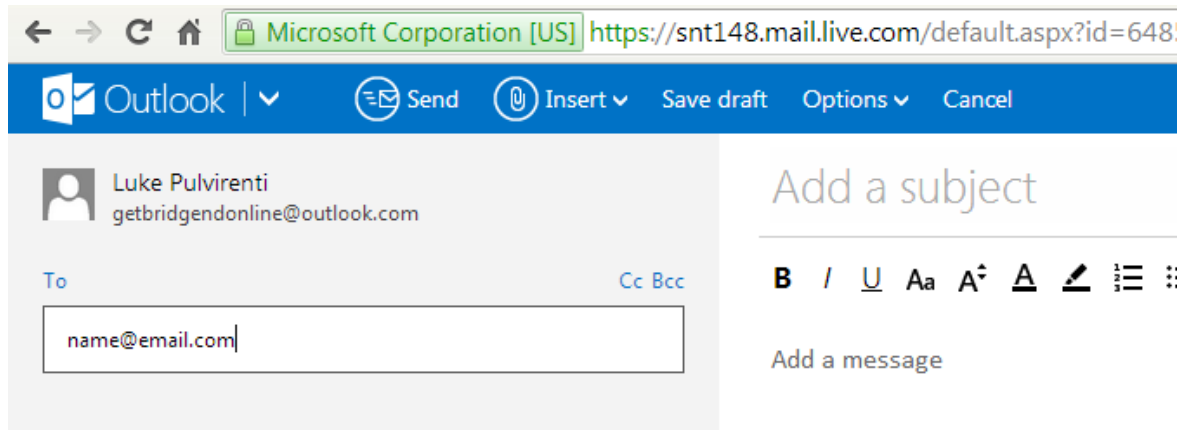 Microsoft Corporation [US] https://snt148.mail.live.com/default.aspx?id=648
Outlook Send Insert Save draft Options Cancel
Luke Pulvirenti
getbridgendonline@outlook.com
Add a subject
To Cc Bcc
B I U Aa A A
name@email.com
Add a message